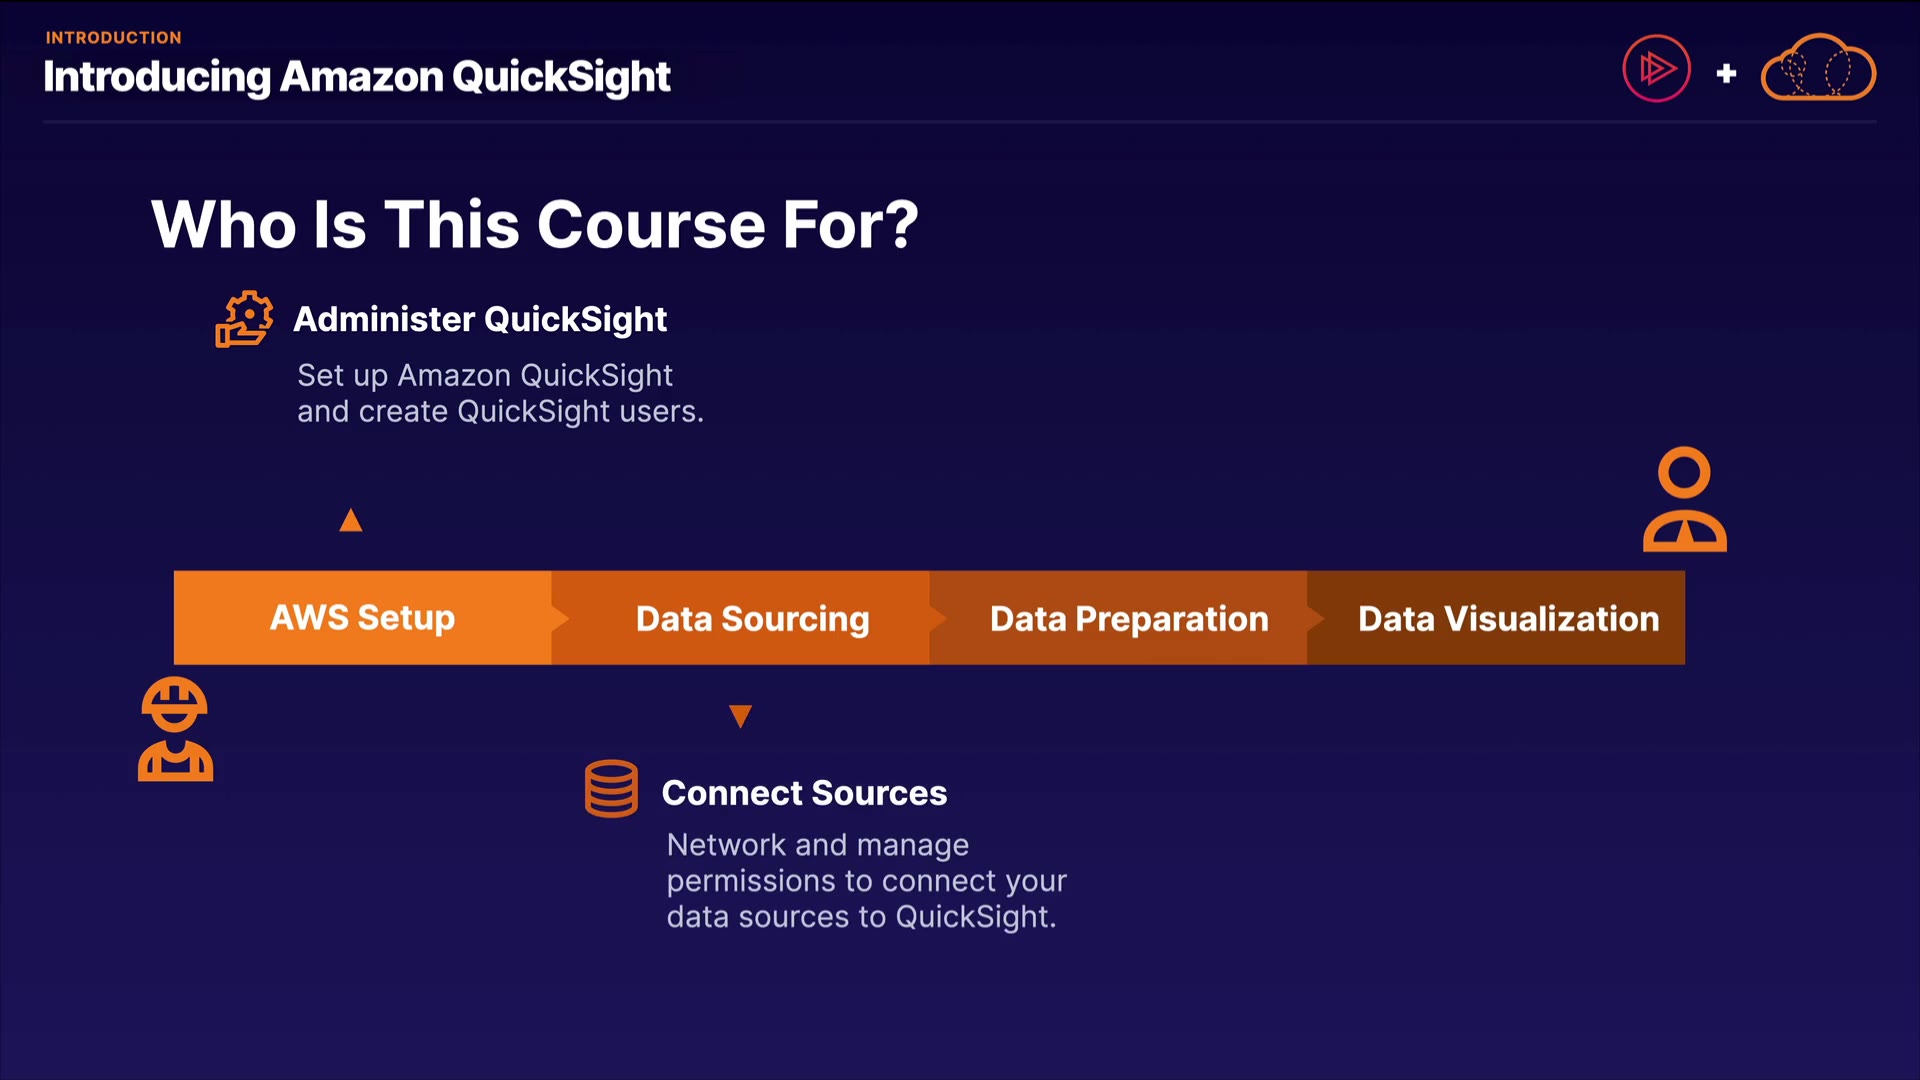 INTRODUCTION
Introducing Amazon QuickSight
Who Is This Course For?
Administer QuickSight
Set up Amazon QuickSight
and create QuickSight users.
AWS Setup
Data Sourcing
Data Preparation
Data Visualization
Connect Sources
Network and manage
permissions to connect your
data sources to QuickSight.